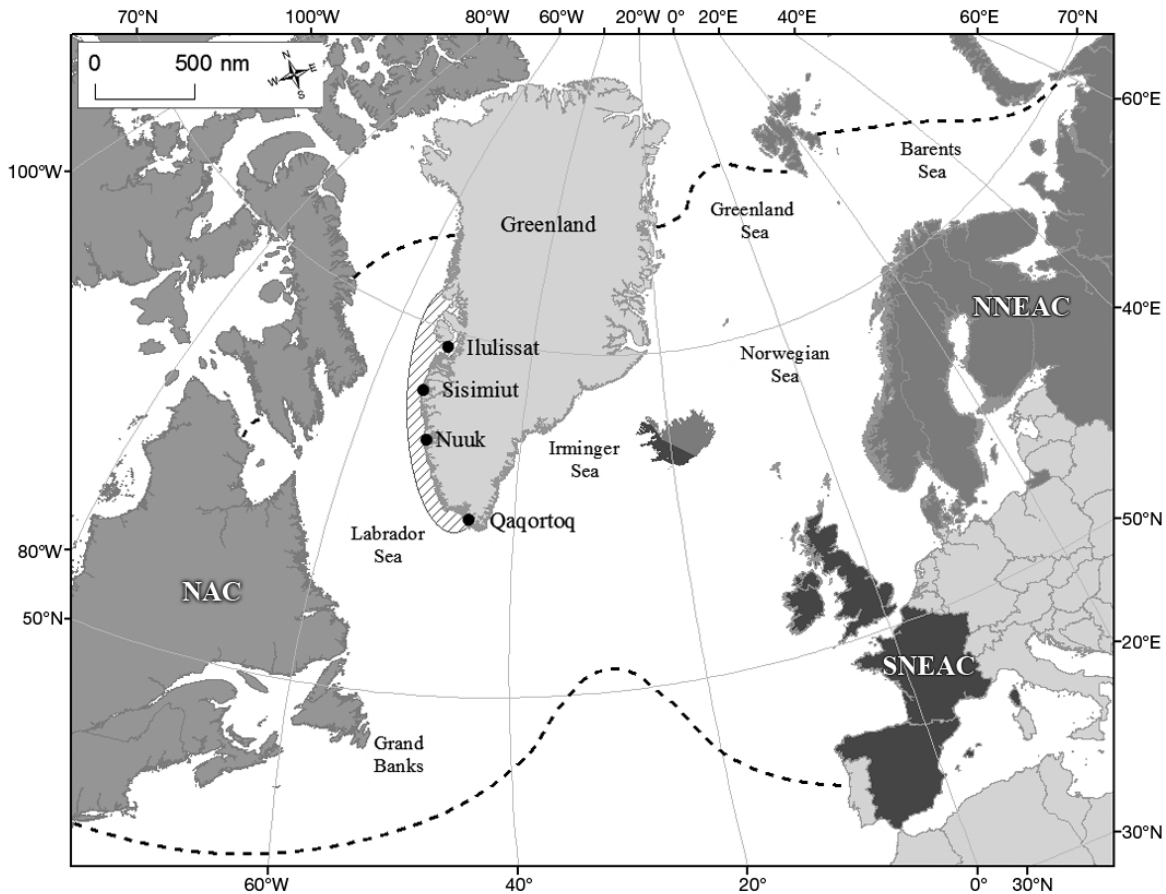 70°W 100°W 80°W 60°W 40°W 20°W 0° 20°E 40°E 60°E 70°N
0 500 nm
N
W E
S
60°E
Barents
Sea
100°W
Greenland
Greenland
Sea
NNEAC
40°E
Ilulissat
Norwegian
Sea
Sisimiut
Nuuk
Irminger
Sea
Qaqortoq
50°N
Labrador
Sea
80°W
NAC
50°N
20°E
SNEAC
Grand
Banks
30°N
60°W 40° 20° 0° 30°N